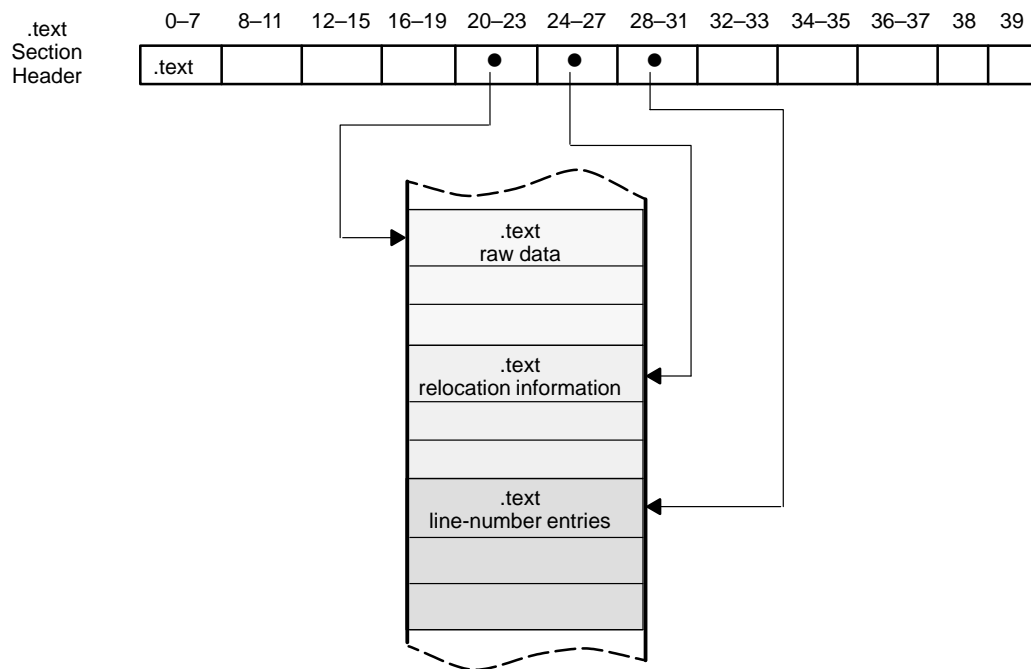 .text
Section
Header
0–7 8–11 12–15 16–19 20–23 24–27 28–31 32–33 34–35 36–37 38 39
.text
.text
raw data
.text
relocation information
.text
line-number entries